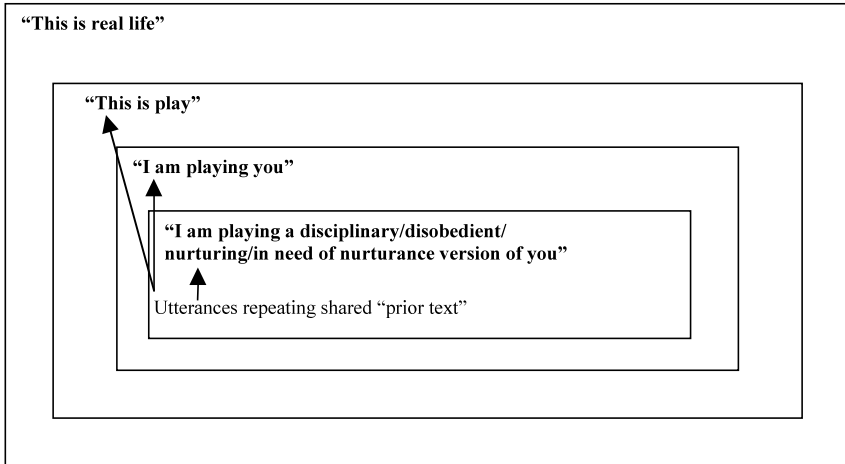 “This is real life”
“This is play”
“I am playing you”
“I am playing a disciplinary/disobedient/
nurturing/in need of nurturance version of you”
Utterances repeating shared “prior text”